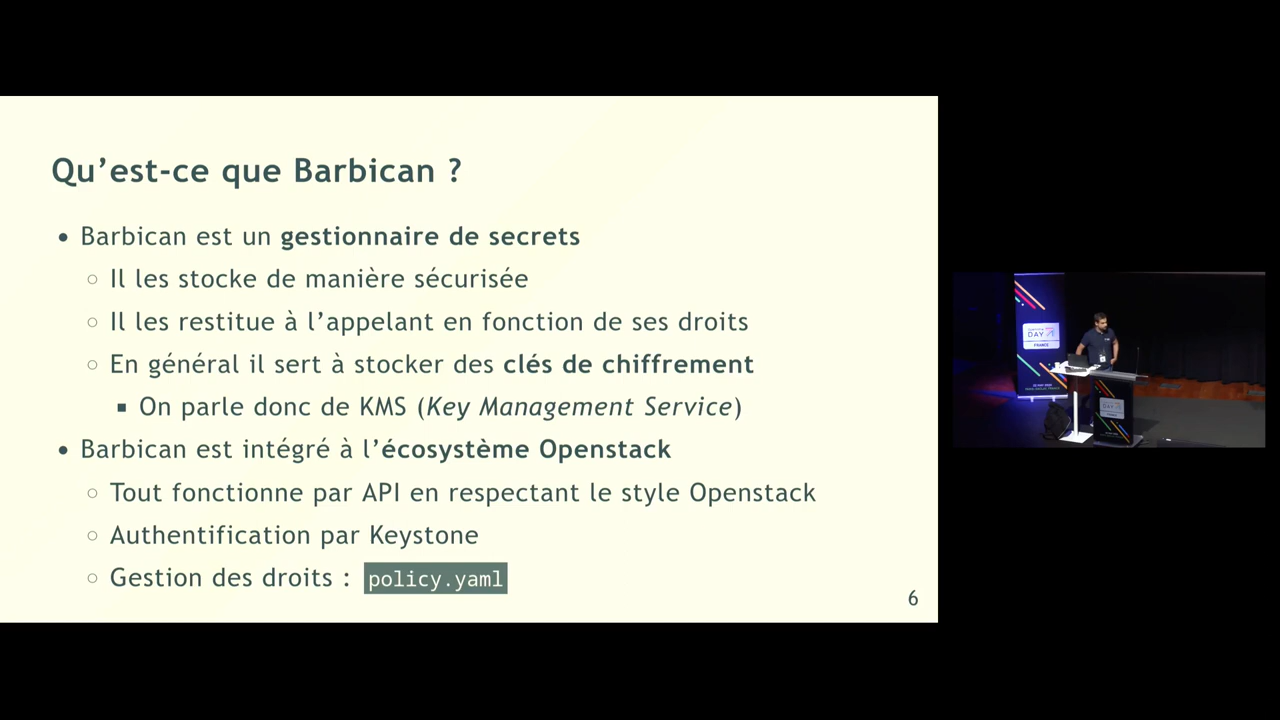 Qu’est-ce que Barbican ?
• Barbican est un gestionnaire de secrets
○ Il les stocke de manière sécurisée
○ Il les restitue à l’appelant en fonction de ses droits
○ En général il sert à stocker des clés de chiffrement
▪ On parle donc de KMS (Key Management Service)
• Barbican est intégré à l’écosystème Openstack
○ Tout fonctionne par API en respectant le style Openstack
○ Authentification par Keystone
○ Gestion des droits : policy.yaml
6
DAY
FRANCE
DAY